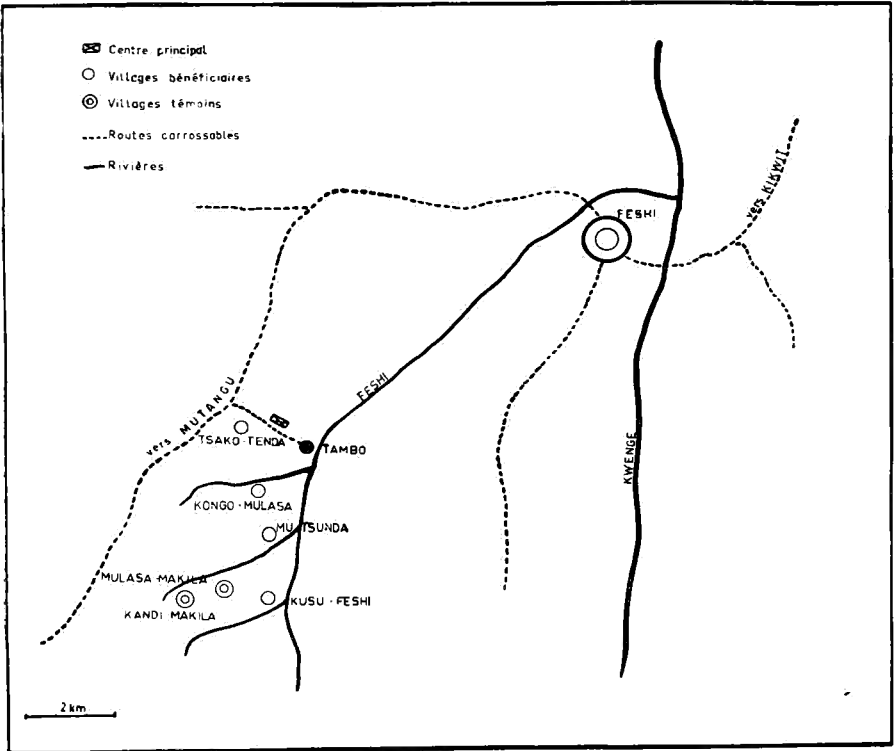 Centre principal
Villages bénéficiaires
Villages témoins
Routes carrossables
Rivières
vers KIKWIT
FESHI
FESHI
vers MUTANGU
TSAKO-TENDA
TAMBO
KWENGE
KONGO-MULASA
MUTSUNDA
MULASA-MAKILA
KUSU-FESHI
KANDI MAKILA
2 km